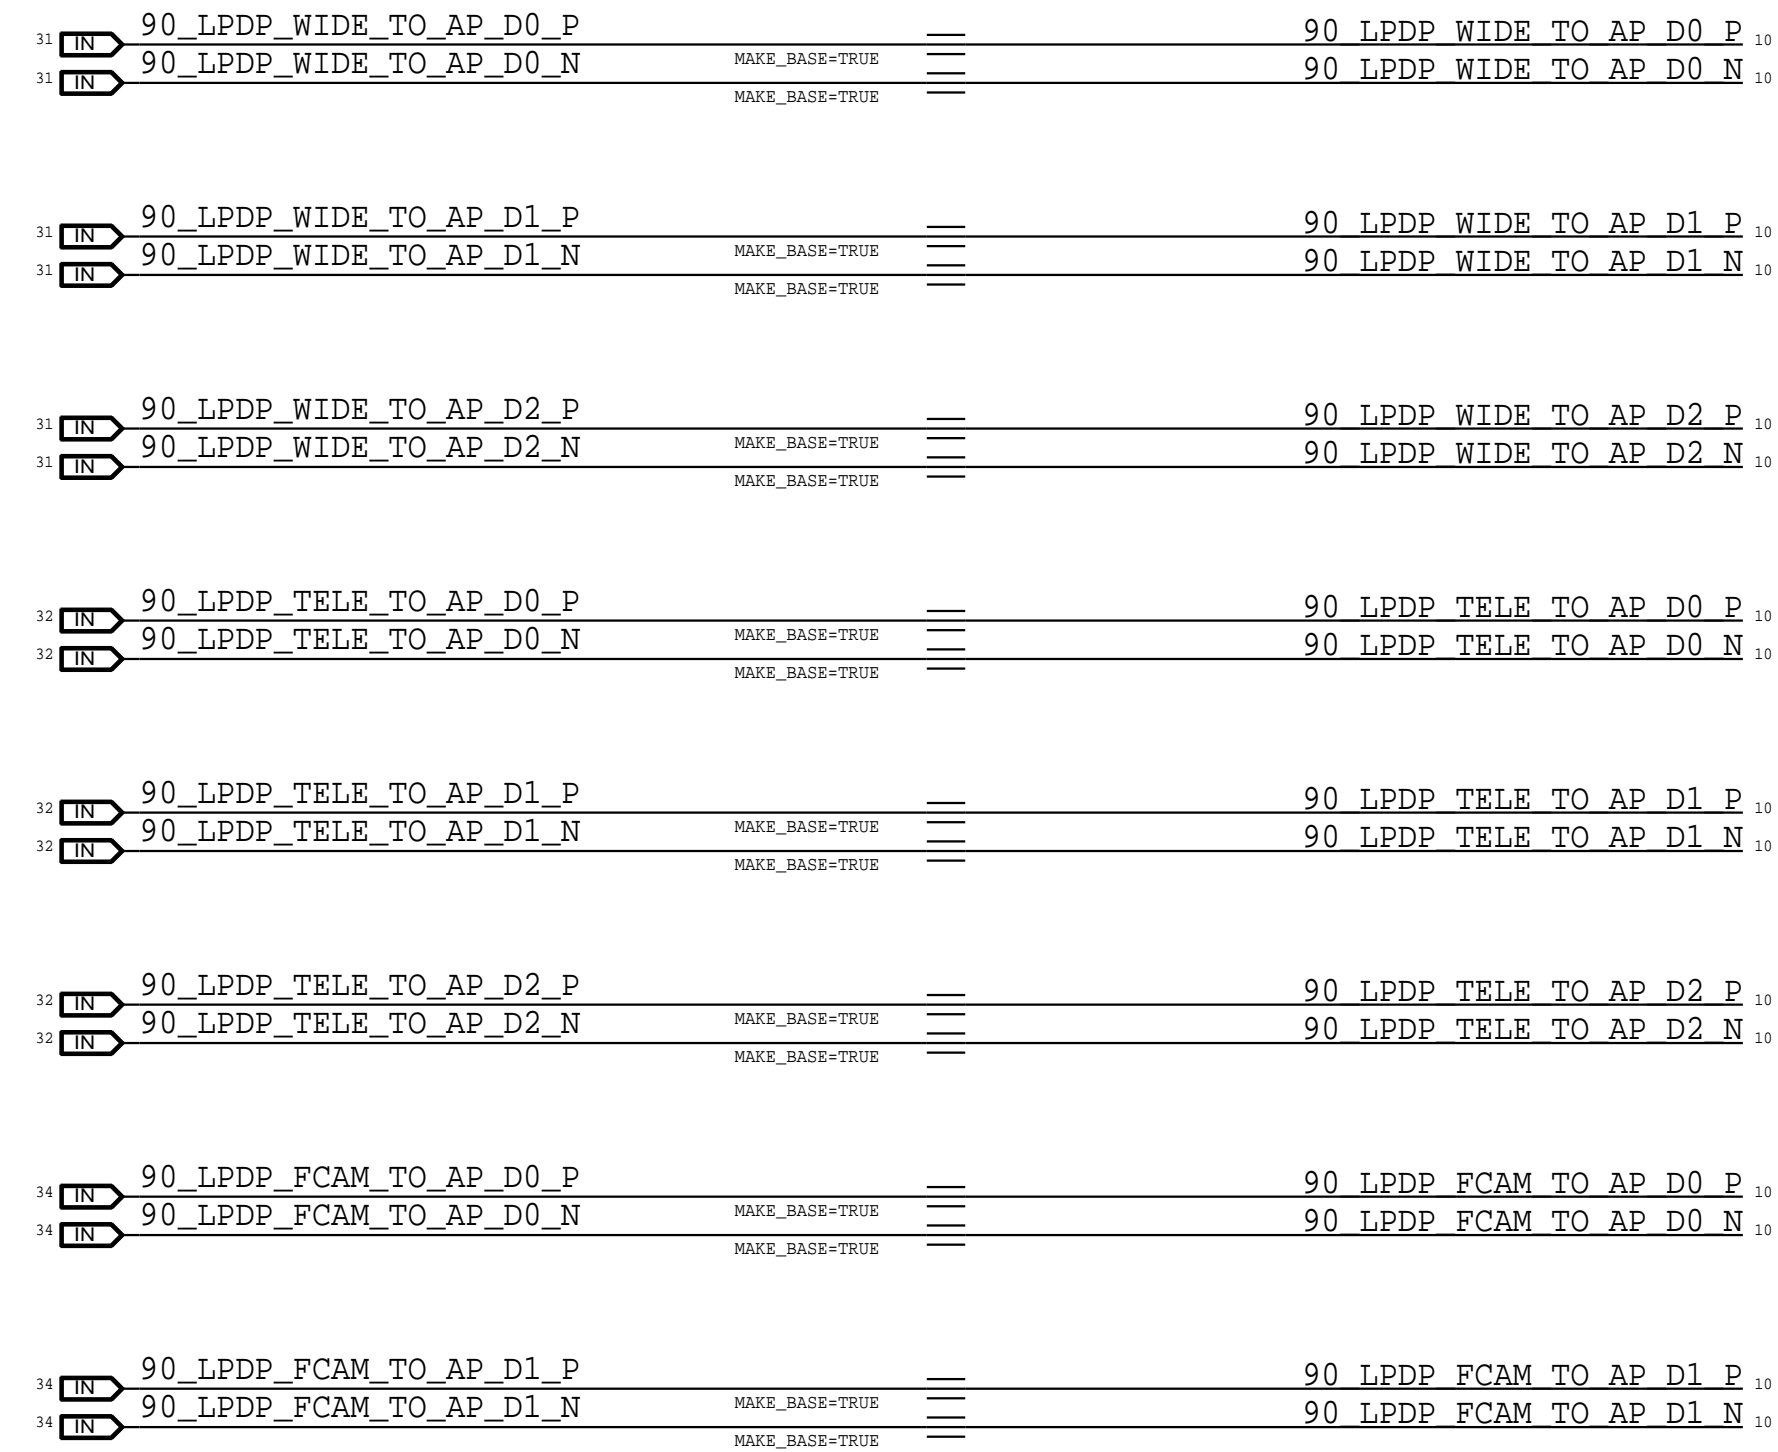 31 IN 90_LPDP_WIDE_TO_AP_D0_P 90_LPDP_WIDE_TO_AP_D0_P 10
MAKE_BASE=TRUE
31 IN 90_LPDP_WIDE_TO_AP_D0_N 90_LPDP_WIDE_TO_AP_D0_N 10
MAKE_BASE=TRUE
31 IN 90_LPDP_WIDE_TO_AP_D1_P 90_LPDP_WIDE_TO_AP_D1_P 10
MAKE_BASE=TRUE
31 IN 90_LPDP_WIDE_TO_AP_D1_N 90_LPDP_WIDE_TO_AP_D1_N 10
MAKE_BASE=TRUE
31 IN 90_LPDP_WIDE_TO_AP_D2_P 90_LPDP_WIDE_TO_AP_D2_P 10
MAKE_BASE=TRUE
31 IN 90_LPDP_WIDE_TO_AP_D2_N 90_LPDP_WIDE_TO_AP_D2_N 10
MAKE_BASE=TRUE
32 IN 90_LPDP_TELE_TO_AP_D0_P 90_LPDP_TELE_TO_AP_D0_P 10
MAKE_BASE=TRUE
32 IN 90_LPDP_TELE_TO_AP_D0_N 90_LPDP_TELE_TO_AP_D0_N 10
MAKE_BASE=TRUE
32 IN 90_LPDP_TELE_TO_AP_D1_P 90_LPDP_TELE_TO_AP_D1_P 10
MAKE_BASE=TRUE
32 IN 90_LPDP_TELE_TO_AP_D1_N 90_LPDP_TELE_TO_AP_D1_N 10
MAKE_BASE=TRUE
32 IN 90_LPDP_TELE_TO_AP_D2_P 90_LPDP_TELE_TO_AP_D2_P 10
MAKE_BASE=TRUE
32 IN 90_LPDP_TELE_TO_AP_D2_N 90_LPDP_TELE_TO_AP_D2_N 10
MAKE_BASE=TRUE
34 IN 90_LPDP_FCAM_TO_AP_D0_P 90_LPDP_FCAM_TO_AP_D0_P 10
MAKE_BASE=TRUE
34 IN 90_LPDP_FCAM_TO_AP_D0_N 90_LPDP_FCAM_TO_AP_D0_N 10
MAKE_BASE=TRUE
34 IN 90_LPDP_FCAM_TO_AP_D1_P 90_LPDP_FCAM_TO_AP_D1_P 10
MAKE_BASE=TRUE
34 IN 90_LPDP_FCAM_TO_AP_D1_N 90_LPDP_FCAM_TO_AP_D1_N 10
MAKE_BASE=TRUE